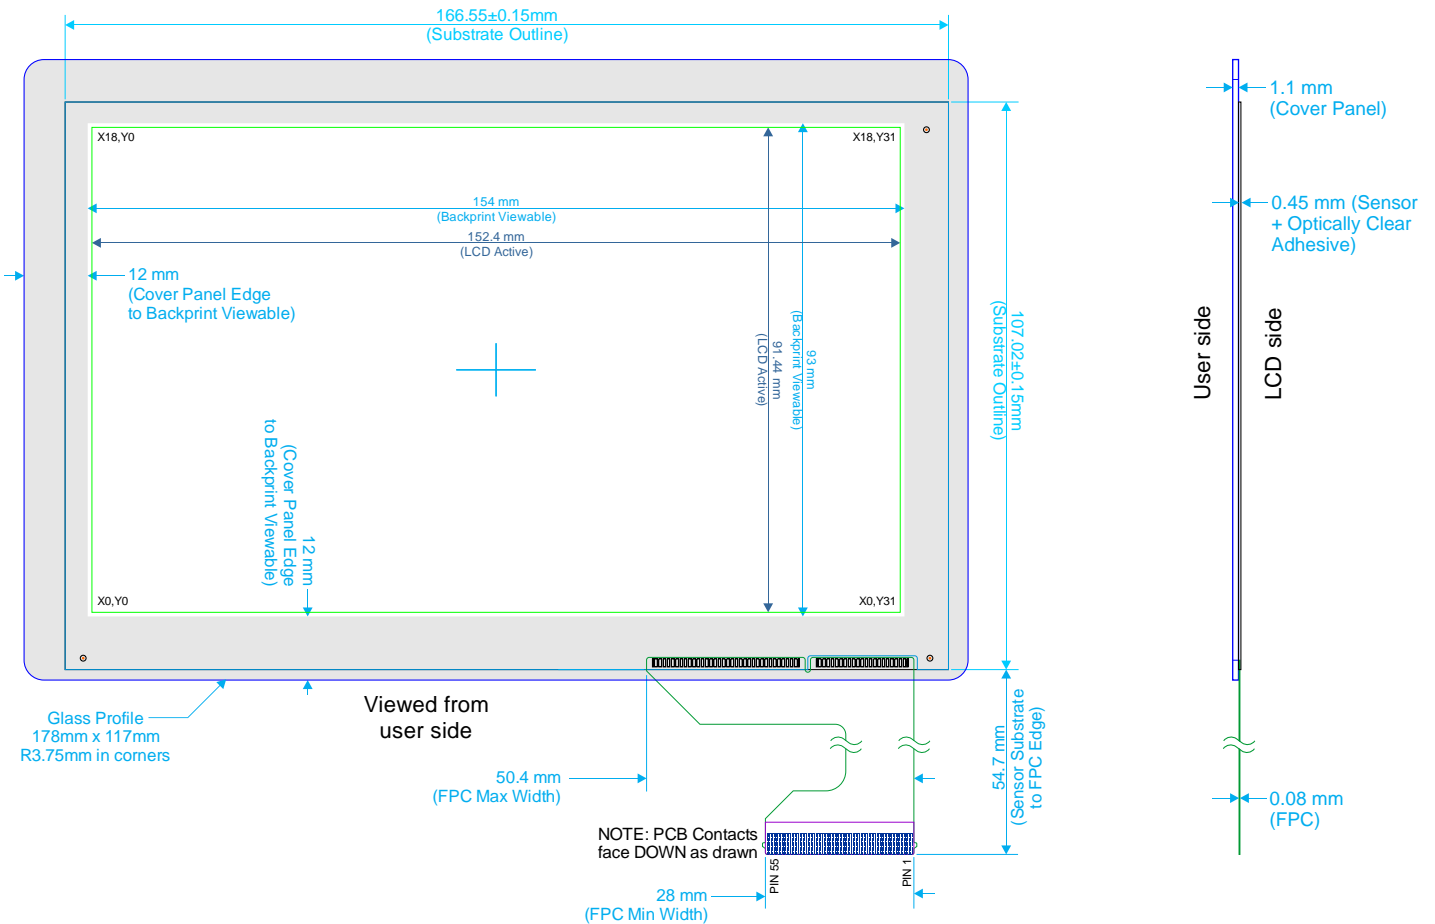 166.55±0.15mm
(Substrate Outline)
1.1 mm
(Cover Panel)
X18,Y0
X18,Y31
154 mm
(Backprint Viewable)
0.45 mm (Sensor
+ Optically Clear
Adhesive)
152.4 mm
(LCD Active)
12 mm
(Cover Panel Edge
to Backprint Viewable)
93 mm
(Backprint Viewable)
91.44 mm
(LCD Active)
107.02±0.15mm
(Substrate Outline)
User side
LCD side
12 mm
(Cover Panel Edge
to Backprint Viewable)
X0,Y0
X0,Y31
Viewed from
user side
Glass Profile
178mm x 117mm
R3.75mm in corners
50.4 mm
(FPC Max Width)
54.7 mm
(Sensor Substrate
to FPC Edge)
0.08 mm
(FPC)
NOTE: PCB Contacts
face DOWN as drawn
PIN 55
PIN 1
28 mm
(FPC Min Width)